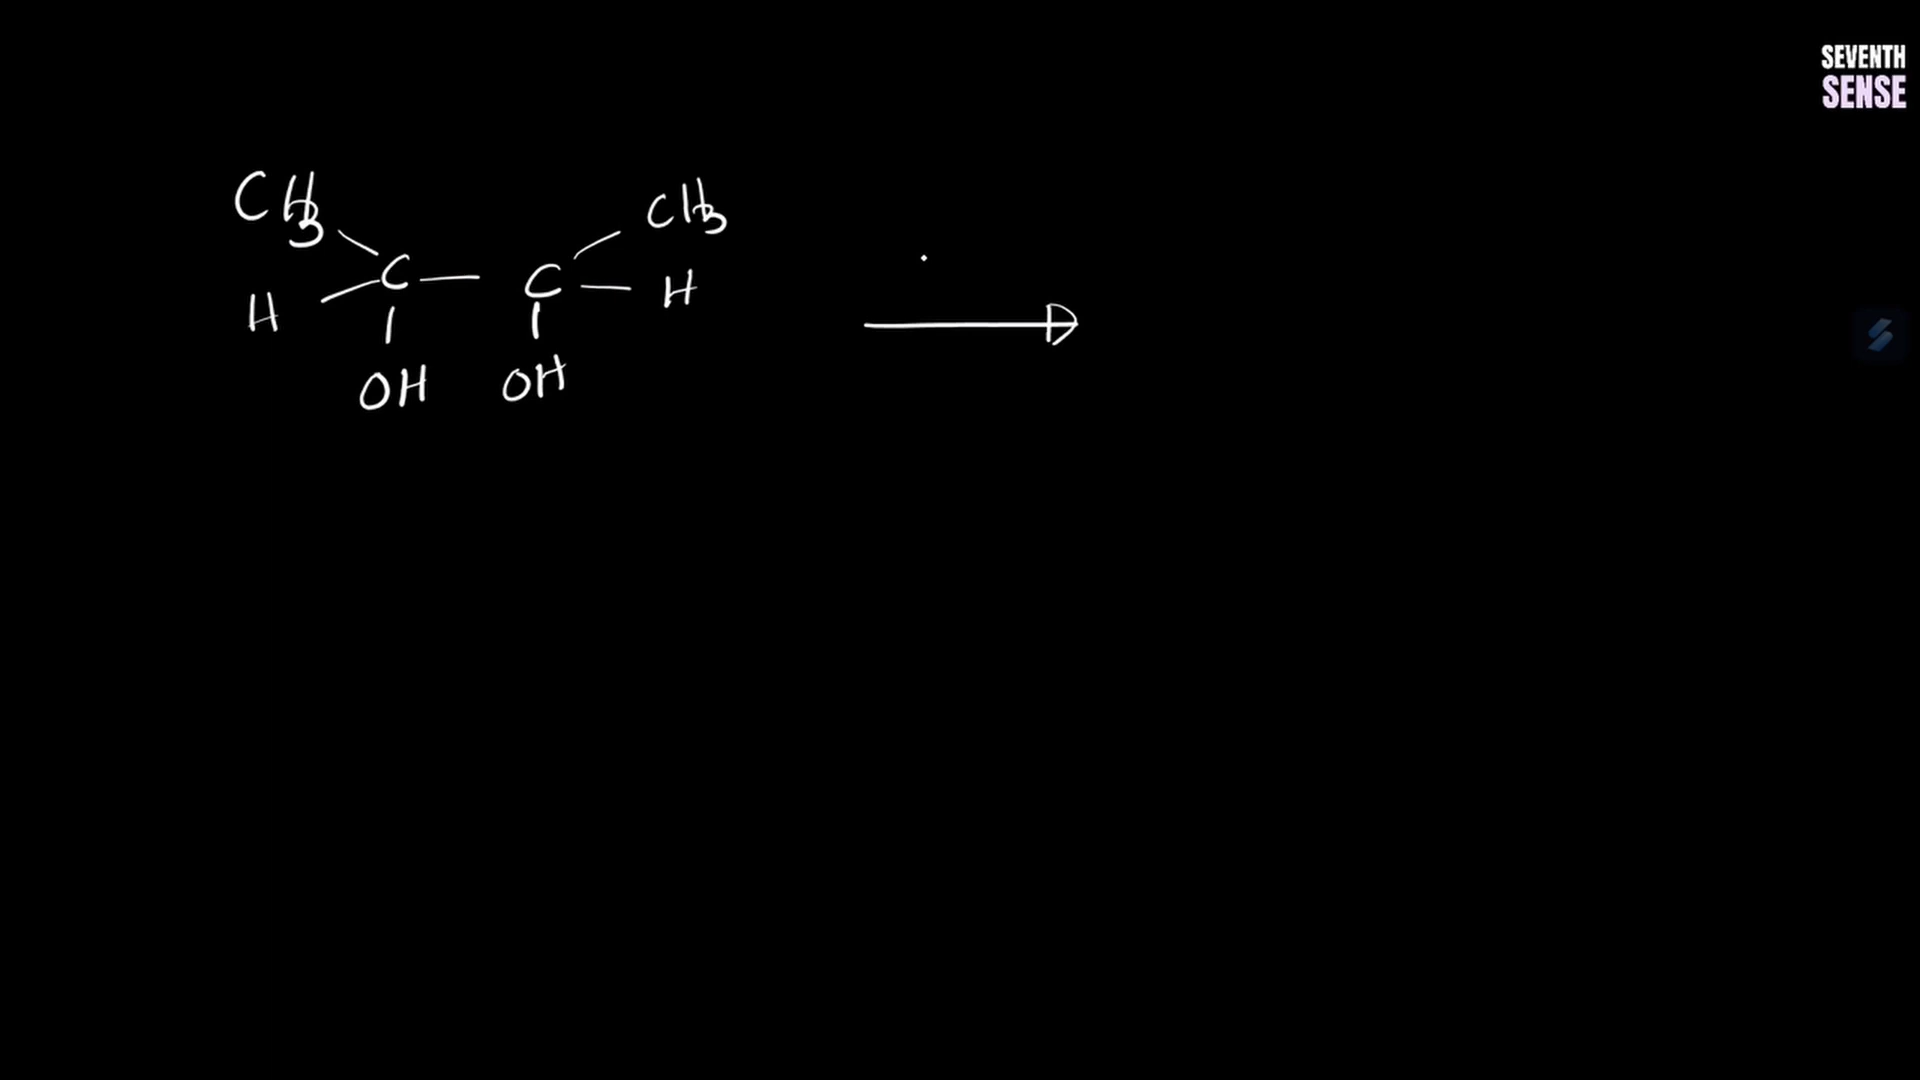 SEVENTH
SENSE
CH3 CH3
C — C — H
H
OH OH